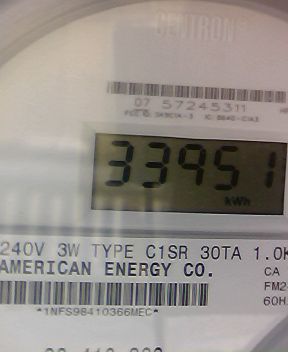 CENTRON®
07 57245311
33951
kWh
240V 3W TYPE C1SR 30TA 1.0K
AMERICAN ENERGY CO.
CA
FM2
60H
*1NFS98410366MEC*